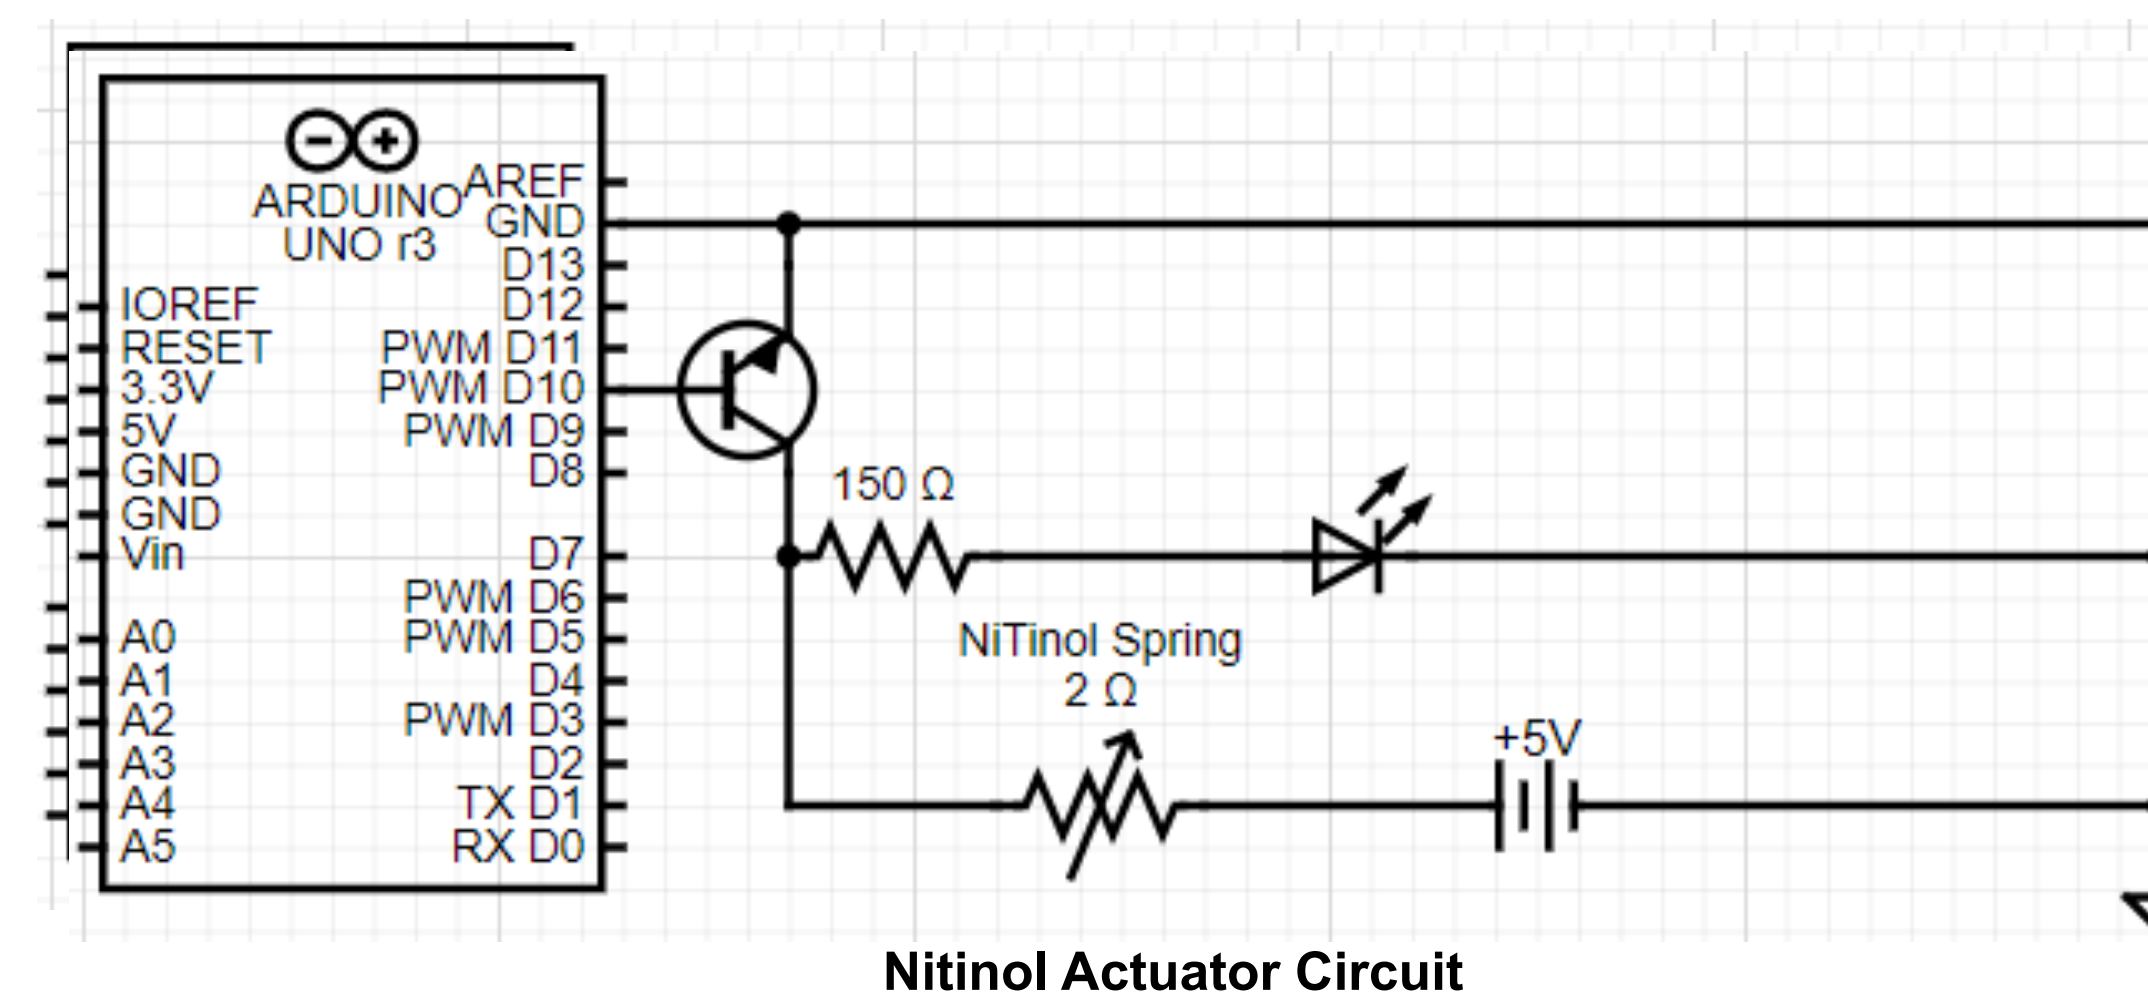 ARDUINO
UNO r3
IOREF
RESET
3.3V
5V
GND
GND
Vin
A0
A1
A2
A3
A4
A5
AREF
GND
D13
D12
PWM D11
PWM D10
PWM D9
D8
D7
PWM D6
PWM D5
D4
PWM D3
D2
TX D1
RX D0
150 Ω
NiTinol Spring
2 Ω
+5V
Nitinol Actuator Circuit